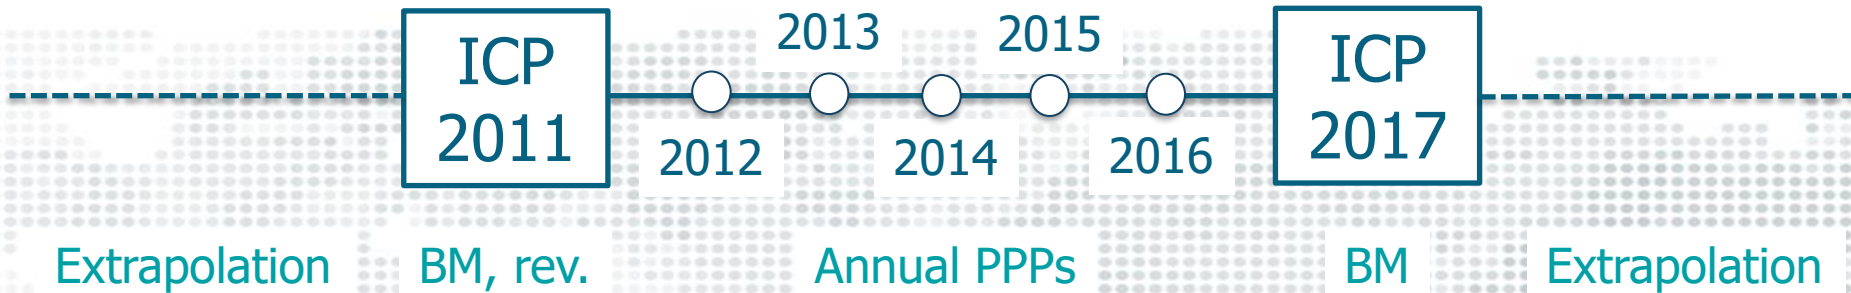 ICP
2011
2012
2013
2014
2015
2016
ICP
2017
Extrapolation
BM, rev.
Annual PPPs
BM
Extrapolation